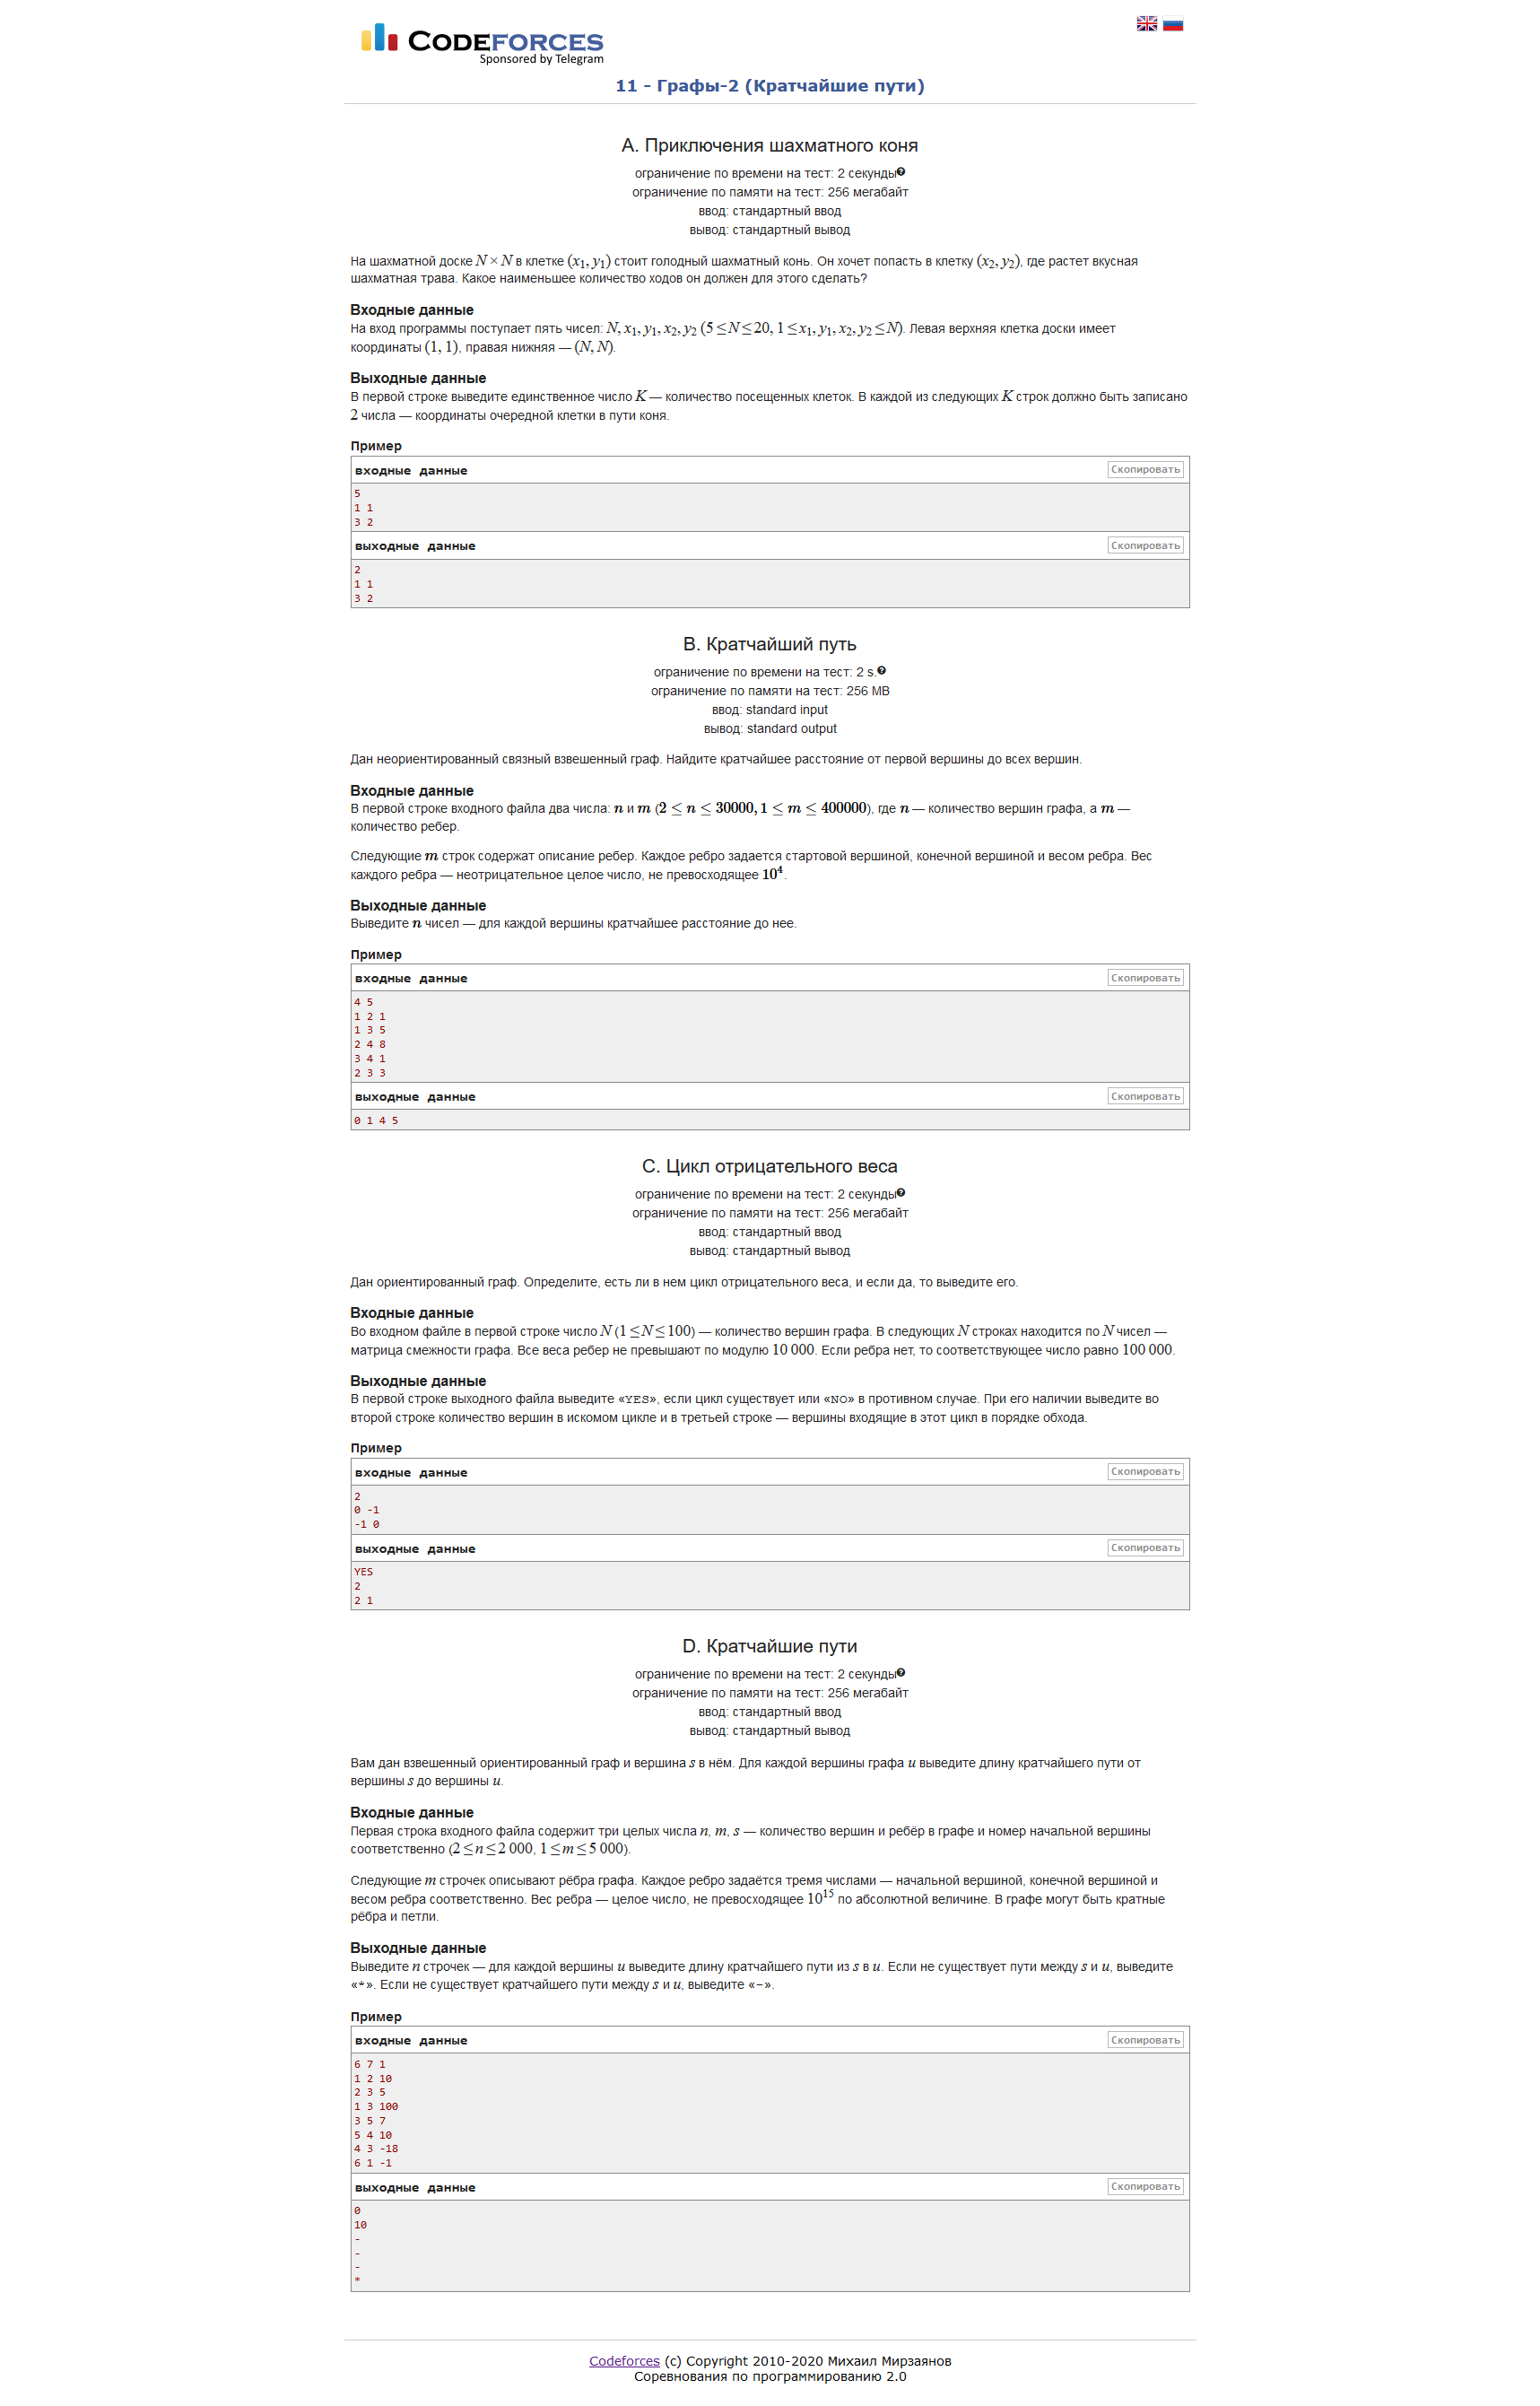 CODEFORCES
Sponsored by Telegram
11 - Графы-2 (Кратчайшие пути)
A. Приключения шахматного коня
ограничение по времени на тест: 2 секунды
ограничение по памяти на тест: 256 мегабайт
ввод: стандартный ввод
вывод: стандартный вывод
На шахматной доске N × N в клетке (x1, y1) стоит голодный шахматный конь. Он хочет попасть в клетку (x2, y2), где растет вкусная
шахматная трава. Какое наименьшее количество ходов он должен для этого сделать?
Входные данные
На вход программы поступает пять чисел: N, x1, y1, x2, y2 (5 ≤ N ≤ 20, 1 ≤ x1, y1, x2, y2 ≤ N). Левая верхняя клетка доски имеет
координаты (1, 1), правая нижняя — (N, N).
Выходные данные
В первой строке выведите единственное число K — количество посещенных клеток. В каждой из следующих K строк должно быть записано
2 числа — координаты очередной клетки в пути коня.
Пример
входные данные Скопировать
5
1 1
3 2
выходные данные Скопировать
2
1 1
3 2
B. Кратчайший путь
ограничение по времени на тест: 2 s.
ограничение по памяти на тест: 256 MB
ввод: standard input
вывод: standard output
Дан неориентированный связный взвешенный граф. Найдите кратчайшее расстояние от первой вершины до всех вершин.
Входные данные
В первой строке входного файла два числа: n и m (2 ≤ n ≤ 30000, 1 ≤ m ≤ 400000), где n — количество вершин графа, а m —
количество ребер.
Следующие m строк содержат описание ребер. Каждое ребро задается стартовой вершиной, конечной вершиной и весом ребра. Вес
каждого ребра — неотрицательное целое число, не превосходящее 10^4.
Выходные данные
Выведите n чисел — для каждой вершины кратчайшее расстояние до нее.
Пример
входные данные Скопировать
4 5
1 2 1
1 3 5
2 4 8
3 4 1
2 3 3
выходные данные Скопировать
0 1 4 5
C. Цикл отрицательного веса
ограничение по времени на тест: 2 секунды
ограничение по памяти на тест: 256 мегабайт
ввод: стандартный ввод
вывод: стандартный вывод
Дан ориентированный граф. Определите, есть ли в нем цикл отрицательного веса, и если да, то выведите его.
Входные данные
Во входном файле в первой строке число N (1 ≤ N ≤ 100) — количество вершин графа. В следующих N строках находится по N чисел —
матрица смежности графа. Все веса ребер не превышают по модулю 10 000. Если ребра нет, то соответствующее число равно 100 000.
Выходные данные
В первой строке выходного файла выведите «YES», если цикл существует или «NO» в противном случае. При его наличии выведите во
второй строке количество вершин в искомом цикле и в третьей строке — вершины входящие в этот цикл в порядке обхода.
Пример
входные данные Скопировать
2
0 -1
-1 0
выходные данные Скопировать
YES
2
2 1
D. Кратчайшие пути
ограничение по времени на тест: 2 секунды
ограничение по памяти на тест: 256 мегабайт
ввод: стандартный ввод
вывод: стандартный вывод
Вам дан взвешенный ориентированный граф и вершина s в нём. Для каждой вершины графа u выведите длину кратчайшего пути от
вершины s до вершины u.
Входные данные
Первая строка входного файла содержит три целых числа n, m, s — количество вершин и ребёр в графе и номер начальной вершины
соответственно (2 ≤ n ≤ 2 000, 1 ≤ m ≤ 5 000).
Следующие m строчек описывают рёбра графа. Каждое ребро задаётся тремя числами — начальной вершиной, конечной вершиной и
весом ребра соответственно. Вес ребра — целое число, не превосходящее 10^15 по абсолютной величине. В графе могут быть кратные
рёбра и петли.
Выходные данные
Выведите n строчек — для каждой вершины u выведите длину кратчайшего пути из s в u. Если не существует пути между s и u, выведите
«*». Если не существует кратчайшего пути между s и u, выведите «-».
Пример
входные данные Скопировать
6 7 1
1 2 10
2 3 5
1 3 100
3 5 7
5 4 10
4 3 -18
6 1 -1
выходные данные Скопировать
0
10
-
-
-
*
Codeforces (c) Copyright 2010-2020 Михаил Мирзаянов
Соревнования по программированию 2.0